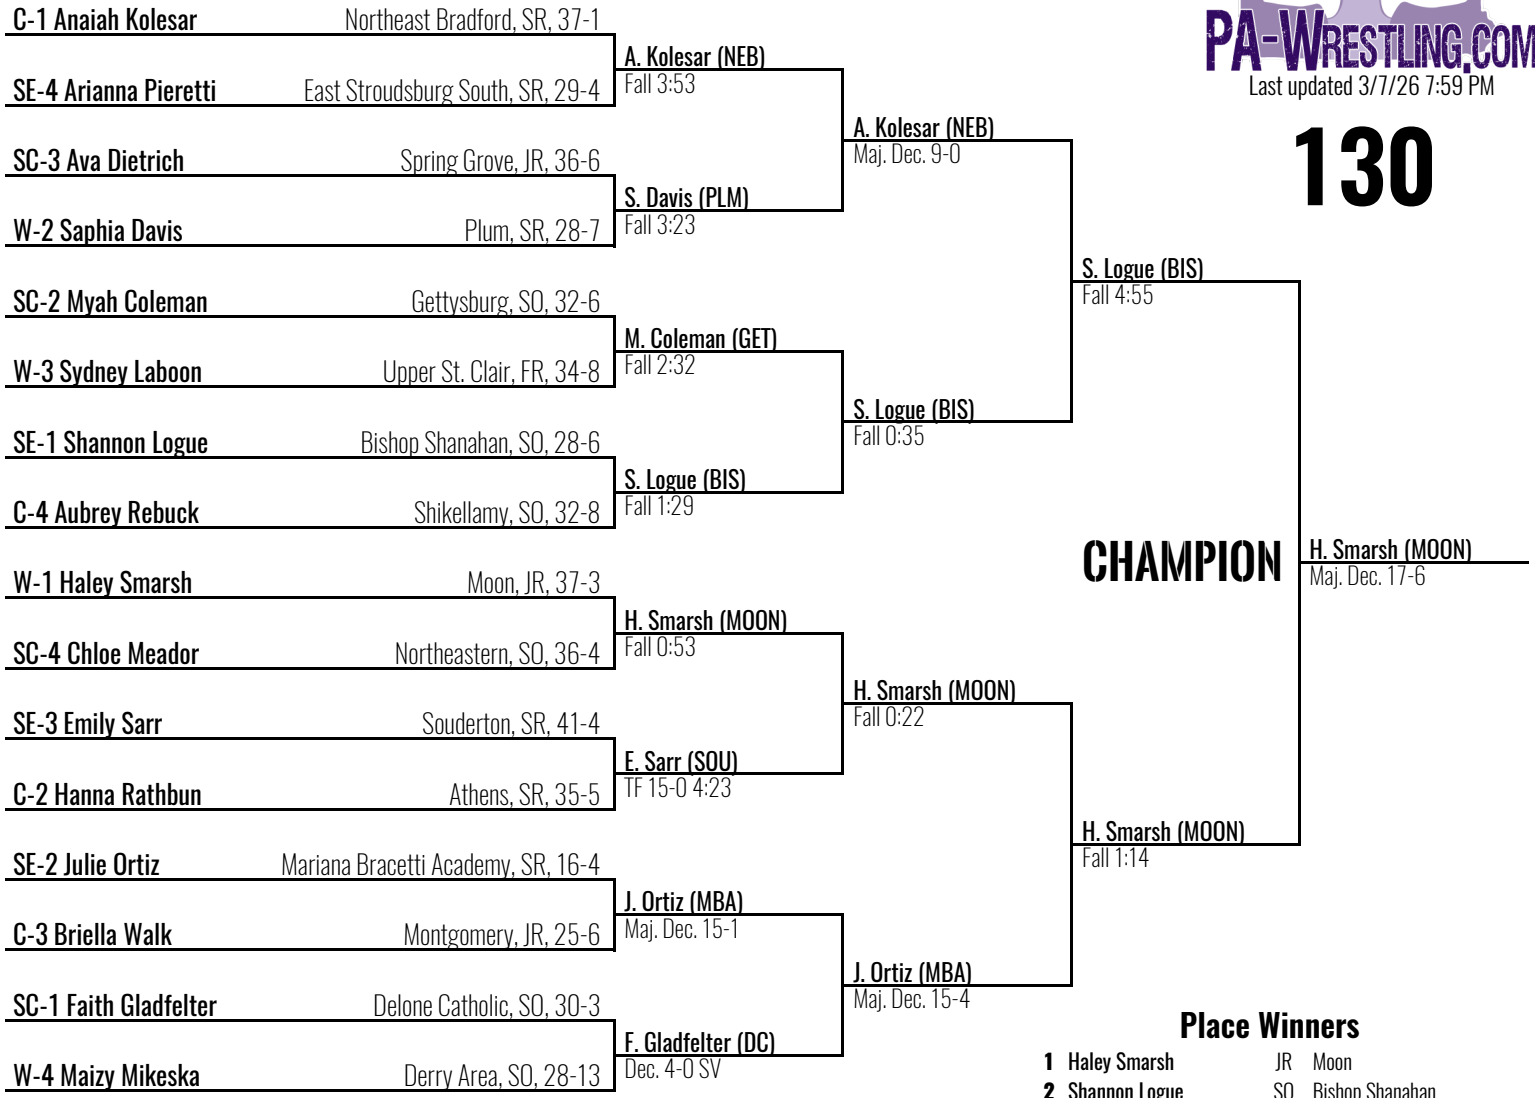 C-1 Anaiah Kolesar Northeast Bradford, SR, 37-1
SE-4 Arianna Pieretti East Stroudsburg South, SR, 29-4
SC-3 Ava Dietrich Spring Grove, JR, 36-6
W-2 Saphia Davis Plum, SR, 28-7
SC-2 Myah Coleman Gettysburg, SO, 32-6
W-3 Sydney Laboon Upper St. Clair, FR, 34-8
SE-1 Shannon Logue Bishop Shanahan, SO, 28-6
C-4 Aubrey Rebuck Shikellamy, SO, 32-8
W-1 Haley Smarsh Moon, JR, 37-3
SC-4 Chloe Meador Northeastern, SO, 36-4
SE-3 Emily Sarr Souderton, SR, 41-4
C-2 Hanna Rathbun Athens, SR, 35-5
SE-2 Julie Ortiz Mariana Bracetti Academy, SR, 16-4
C-3 Briella Walk Montgomery, JR, 25-6
SC-1 Faith Gladfelter Delone Catholic, SO, 30-3
W-4 Maizy Mikeska Derry Area, SO, 28-13
A. Kolesar (NEB)
Fall 3:53
S. Davis (PLM)
Fall 3:23
M. Coleman (GET)
Fall 2:32
S. Logue (BIS)
Fall 1:29
H. Smarsh (MOON)
Fall 0:53
E. Sarr (SOU)
TF 15-0 4:23
J. Ortiz (MBA)
Maj. Dec. 15-1
F. Gladfelter (DC)
Dec. 4-0 SV
A. Kolesar (NEB)
Maj. Dec. 9-0
S. Logue (BIS)
Fall 0:35
H. Smarsh (MOON)
Fall 0:22
J. Ortiz (MBA)
Maj. Dec. 15-4
S. Logue (BIS)
Fall 4:55
H. Smarsh (MOON)
Fall 1:14
CHAMPION
H. Smarsh (MOON)
Maj. Dec. 17-6
PA-WRESTLING.COM
Last updated 3/7/26 7:59 PM
130
Place Winners
1 Haley Smarsh JR Moon
2 Shannon Logue SO Bishop Shanahan